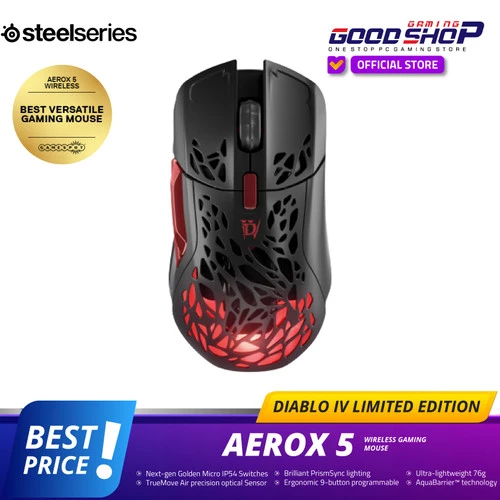 steelseries
GAMING
GOODSHOP
ONE STOP PC GAMING STORE
OFFICIAL STORE
AEROX 5
WIRELESS
BEST VERSATILE
GAMING MOUSE
GAMESPOT
DIABLO IV LIMITED EDITION
BEST
PRICE!
AEROX 5
WIRELESS GAMING
MOUSE
• Next-gen Golden Micro IP54 Switches
• TrueMove Air precision optical Sensor
• Brilliant PrismSync lighting
• Ergonomic 9-button programmable
• Ultra-lightweight 76g
• AquaBarrier™ technology